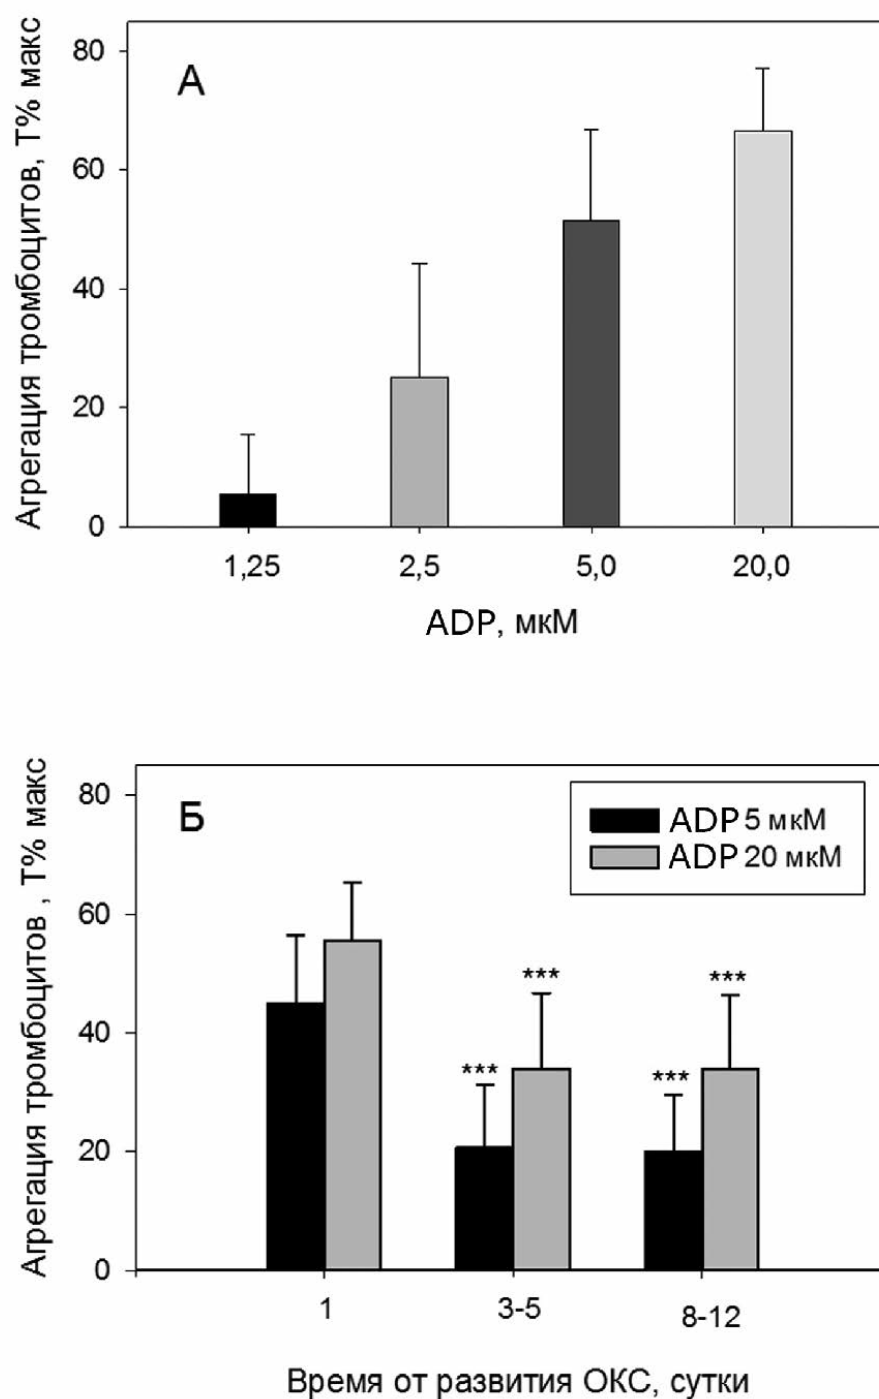 Агрегация тромбоцитов, Т% макс
А
80
60
40
20
0
1,25 2,5 5,0 20,0
ADP, мкМ
Агрегация тромбоцитов , Т% макс
Б
ADP 5 мкМ
ADP 20 мкМ
80
60
40
20
0
*** *** *** ***
1 3-5 8-12
Время от развития ОКС, сутки